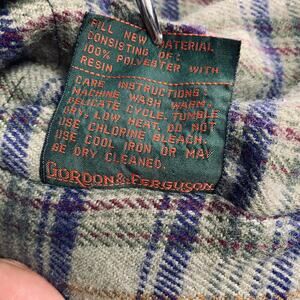 FILL NEW MATERIAL
CONSISTING OF:
100% POLYESTER WITH
RESIN
CARE INSTRUCTIONS:
MACHINE WASH WARM,
DELICATE CYCLE. TUMBLE
DRY, LOW HEAT. DO NOT
USE CHLORINE BLEACH.
USE COOL IRON OR MAY
BE DRY CLEANED.
GORDON & FERGUSON